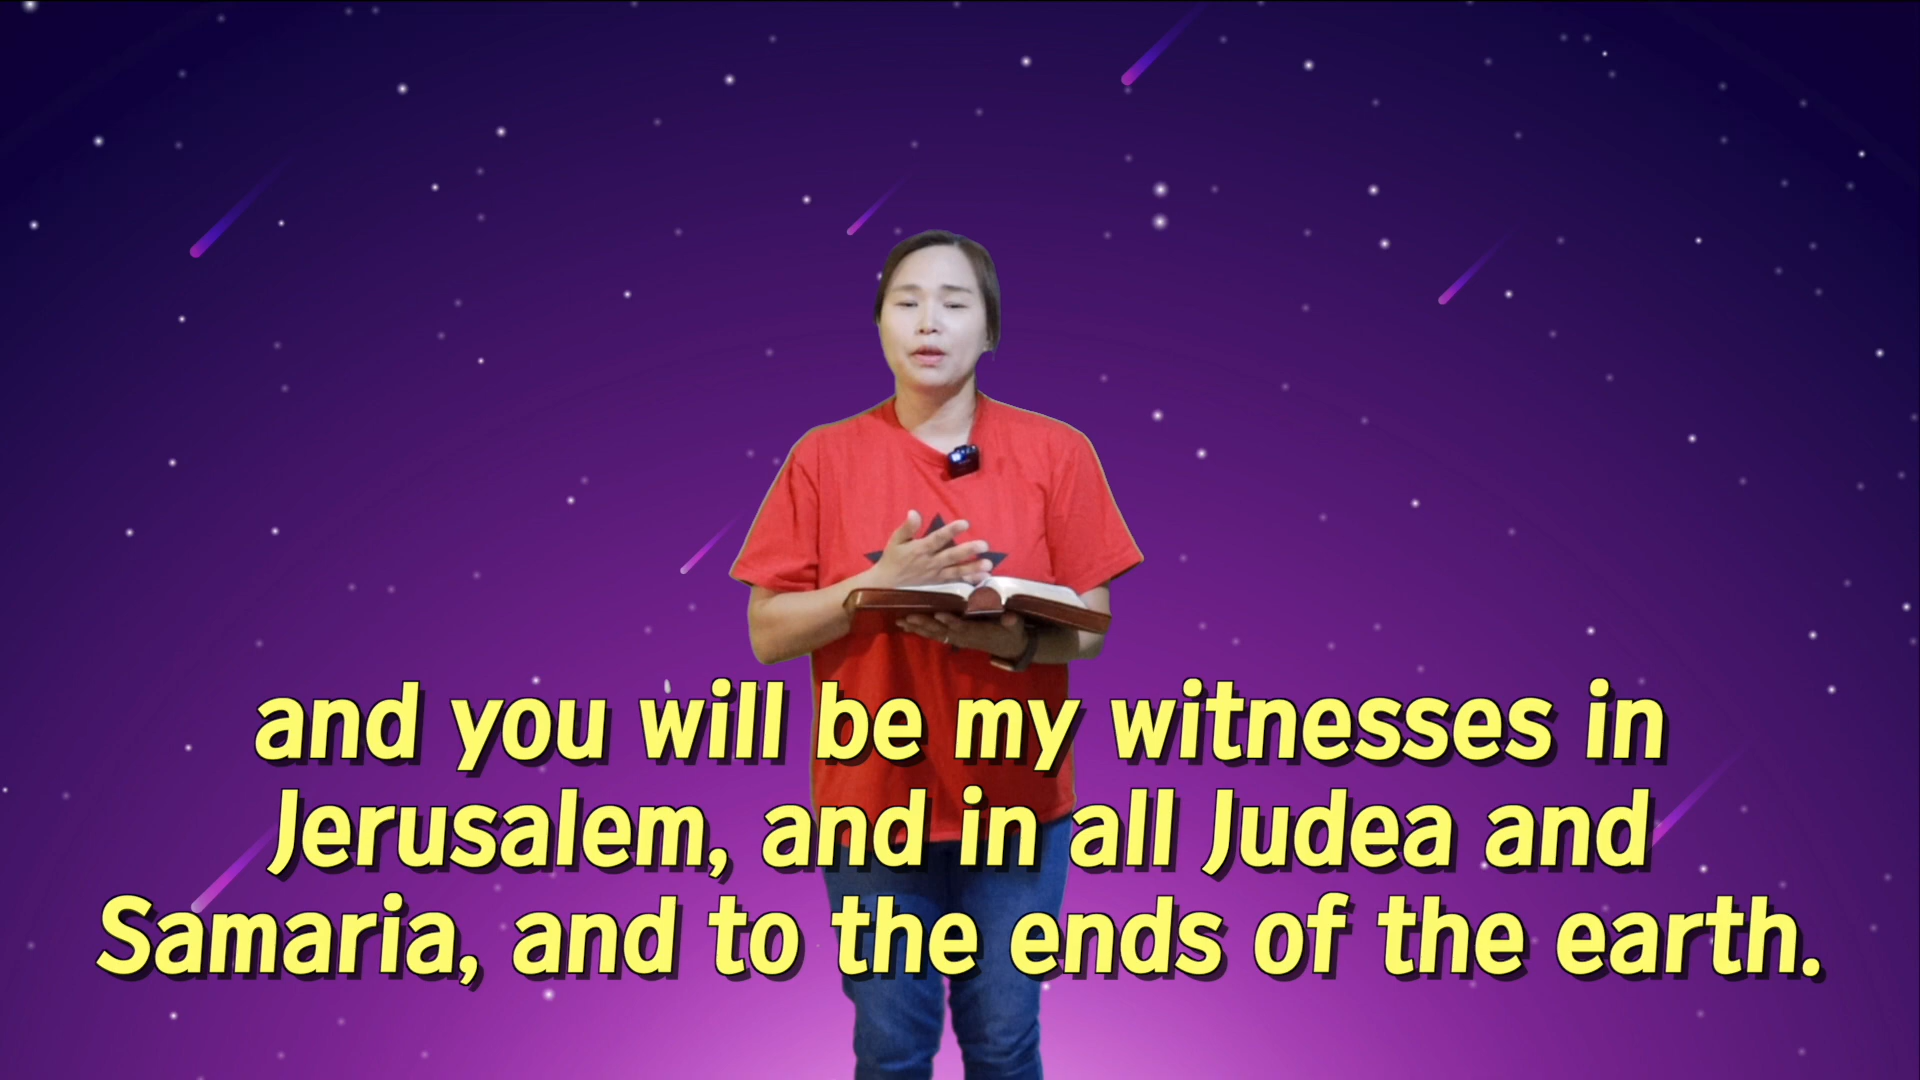 and you will be my witnesses in
Jerusalem, and in all Judea and
Samaria, and to the ends of the earth.